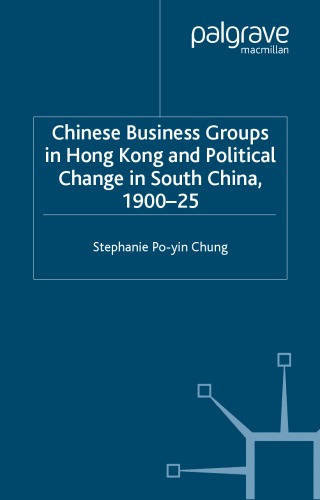 palgrave
macmillan
Chinese Business Groups
in Hong Kong and Political
Change in South China,
1900–25
Stephanie Po-yin Chung